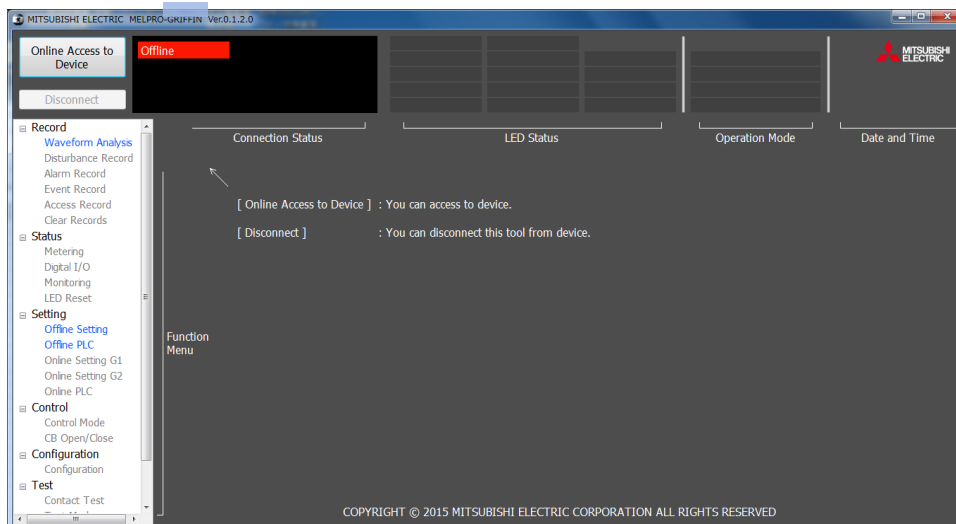 MITSUBISHI ELECTRIC MELPRO-GRIFFIN Ver.0.1.2.0
Online Access to
Device
Offline
MITSUBISHI
ELECTRIC
Disconnect
Connection Status
LED Status
Operation Mode
Date and Time
Record
Waveform Analysis
Disturbance Record
Alarm Record
Event Record
Access Record
Clear Records
Status
Metering
Digital I/O
Monitoring
LED Reset
Setting
Offline Setting
Offline PLC
Online Setting G1
Online Setting G2
Online PLC
Control
Control Mode
CB Open/Close
Configuration
Configuration
Test
Contact Test
Function
Menu
[ Online Access to Device ] : You can access to device.
[ Disconnect ] : You can disconnect this tool from device.
COPYRIGHT © 2015 MITSUBISHI ELECTRIC CORPORATION ALL RIGHTS RESERVED